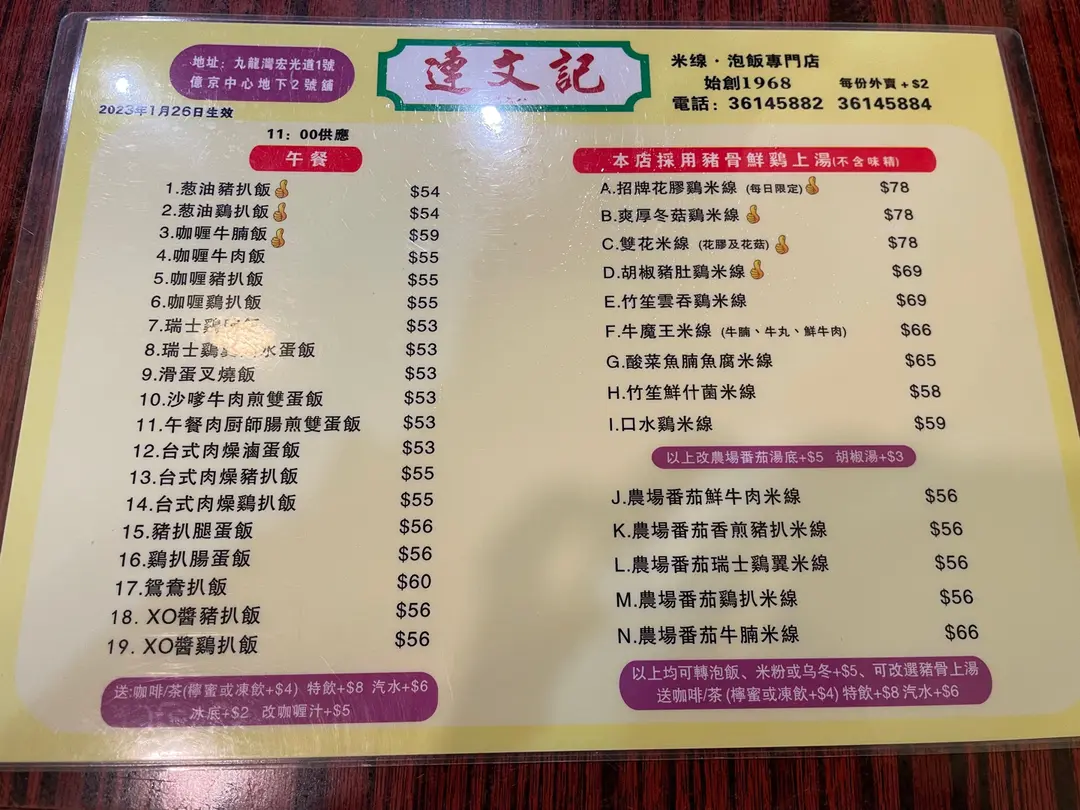 地址：九龍灣宏光道1號
億京中心地下2號舖
連文記
米线·泡飯專門店
始創1968
每份外賣+$2
電話：36145882 36145884
2023年1月26日生效
11：00供應
午餐
1.葱油豬扒飯 $54
2.葱油鷄扒飯 $54
3.咖喱牛腩飯 $59
4.咖喱牛肉飯 $55
5.咖喱豬扒飯 $55
6.咖喱鷄扒飯 $55
7.瑞士鷄 飯 $53
8.瑞士鷄 水蛋飯 $53
9.滑蛋叉燒飯 $53
10.沙嗲牛肉煎雙蛋飯 $53
11.午餐肉厨師腸煎雙蛋飯 $53
12.台式肉燥滷蛋飯 $53
13.台式肉燥豬扒飯 $55
14.台式肉燥鷄扒飯 $55
15.豬扒腿蛋飯 $56
16.鷄扒腸蛋飯 $56
17.鴛鴦扒飯 $60
18. XO醬豬扒飯 $56
19. XO醬鷄扒飯 $56
送:咖啡/茶(檸蜜或凍飲+$4) 特飲+$8 汽水+$6
冰底+$2 改咖喱汁+$5
本店採用豬骨鮮鷄上湯(不含味精)
A.招牌花膠鷄米線 (每日限定) $78
B.爽厚冬菇鷄米線 $78
C.雙花米線 (花膠及花菇) $78
D.胡椒豬肚鷄米線 $69
E.竹笙雲吞鷄米線 $69
F.牛魔王米線 (牛腩、牛丸、鮮牛肉) $66
G.酸菜魚腩魚腐米線 $65
H.竹笙鮮什菌米線 $58
I.口水鷄米線 $59
以上改農場番茄湯底+$5 胡椒湯+$3
J.農場番茄鮮牛肉米線 $56
K.農場番茄香煎豬扒米線 $56
L.農場番茄瑞士鷄翼米線 $56
M.農場番茄鷄扒米線 $56
N.農場番茄牛腩米線 $66
以上均可轉泡飯、米粉或乌冬+$5、可改選豬骨上湯
送咖啡/茶 (檸蜜或凍飲+$4) 特飲+$8 汽水+$6